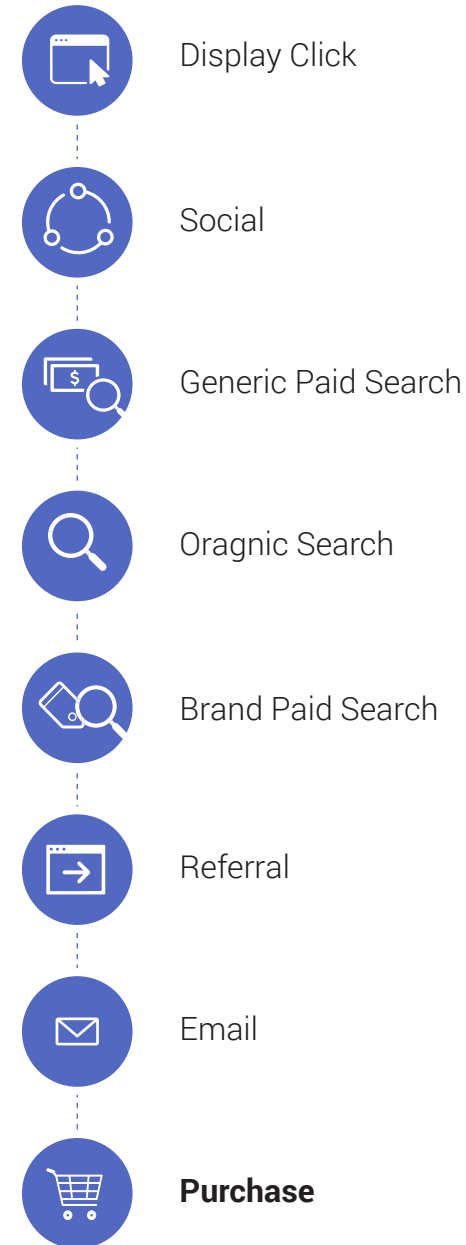 Display Click
Social
$
Generic Paid Search
Oragnic Search
Brand Paid Search
Referral
Email
Purchase